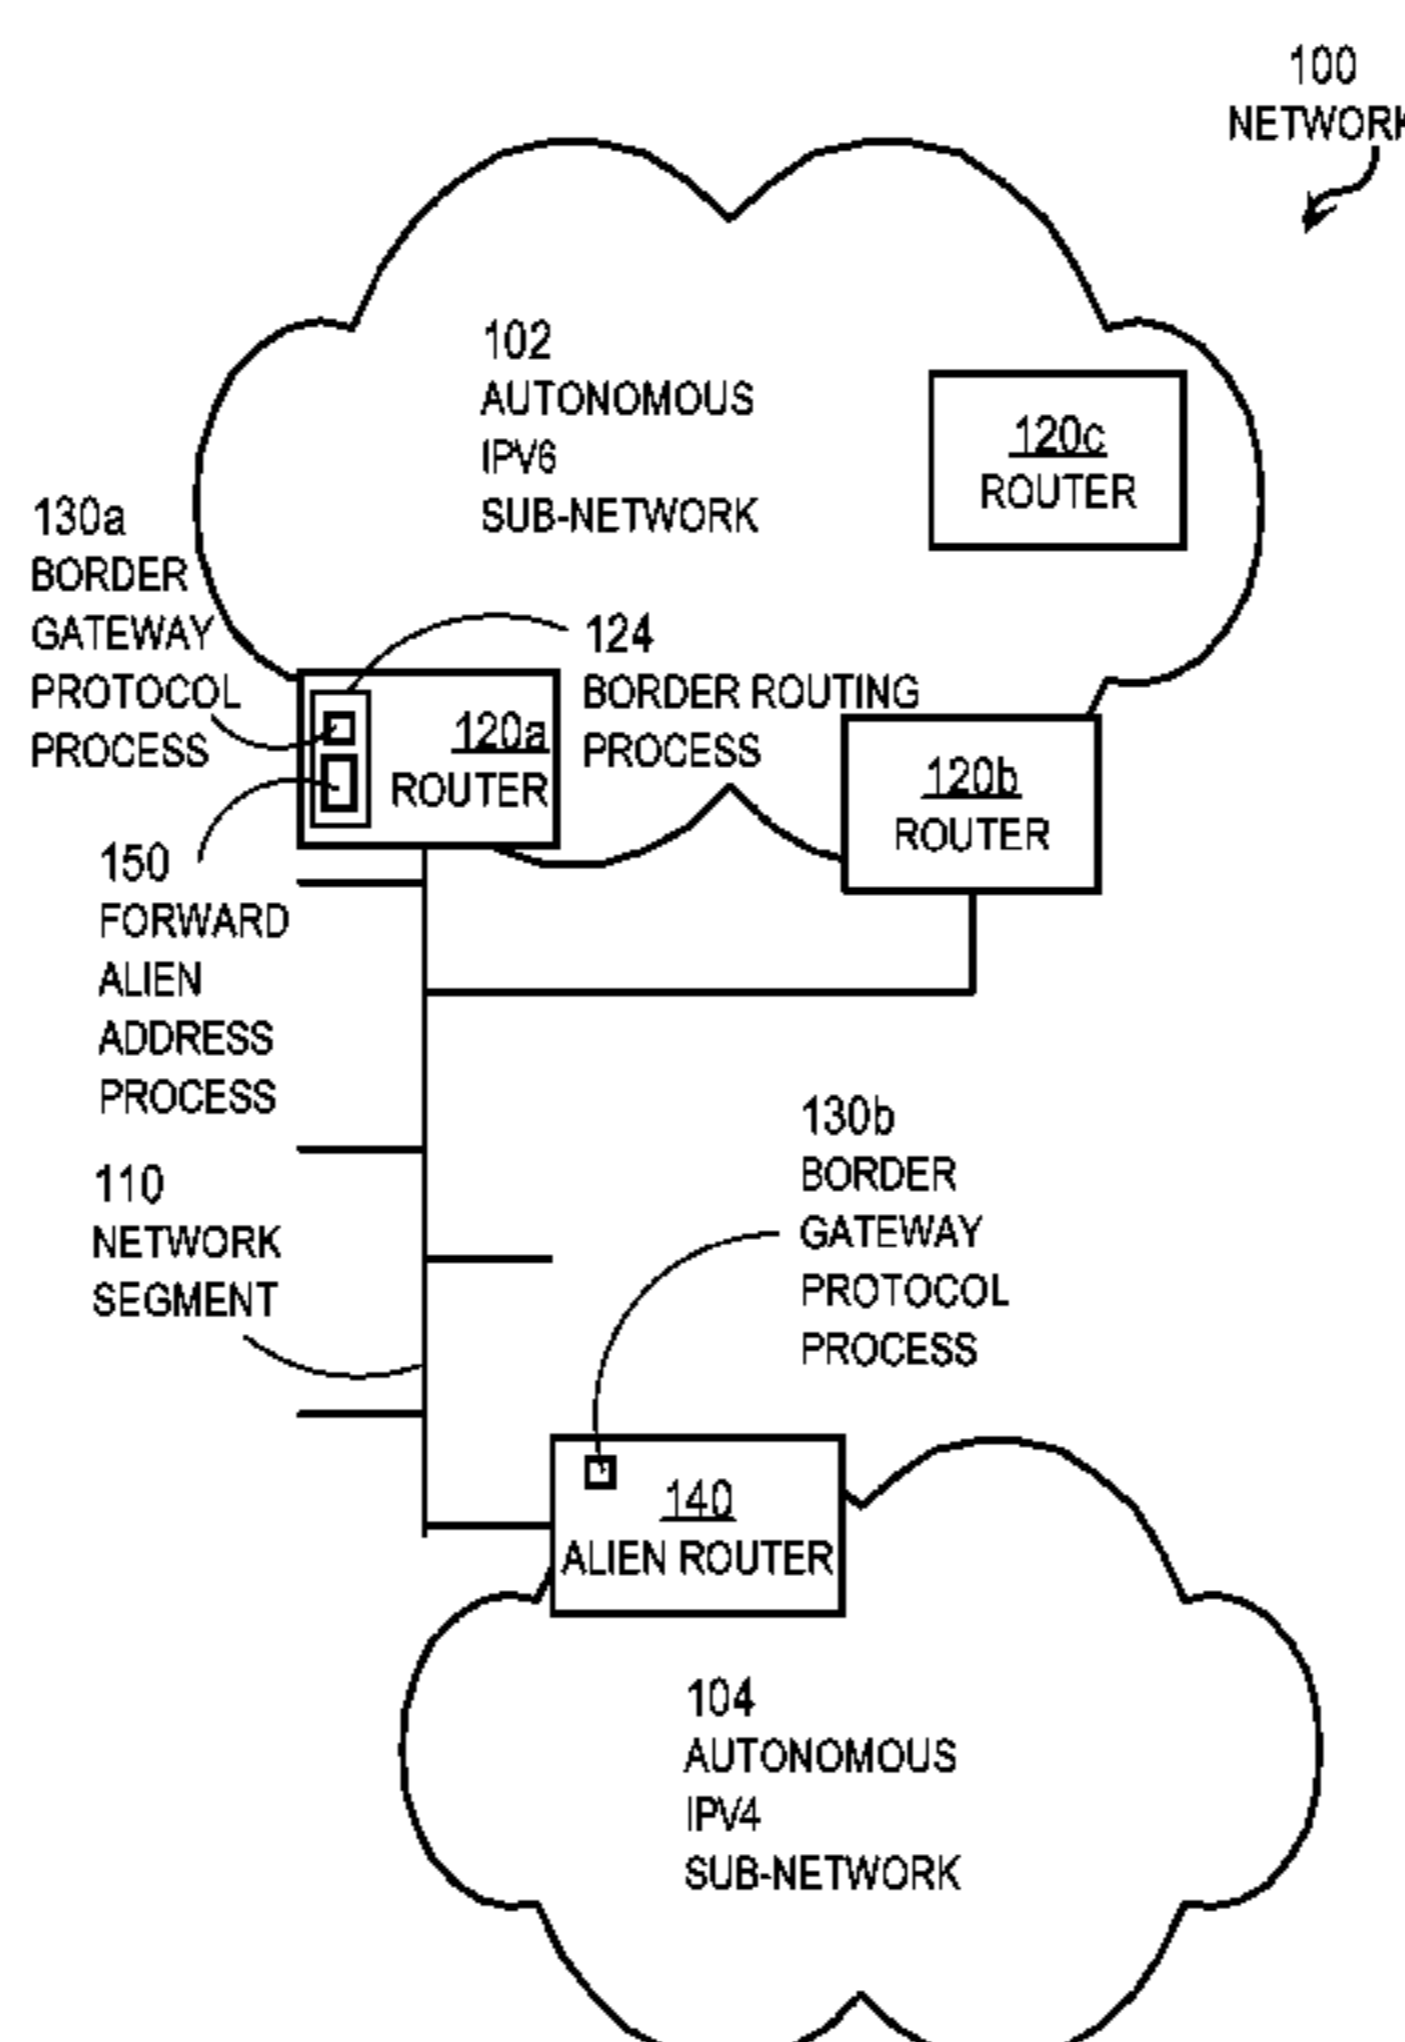 100
NETWORK
102
AUTONOMOUS
IPV6
SUB-NETWORK
120c
ROUTER
130a
BORDER
GATEWAY
PROTOCOL
PROCESS
124
BORDER ROUTING
PROCESS
120a
ROUTER
120b
ROUTER
150
FORWARD
ALIEN
ADDRESS
PROCESS
110
NETWORK
SEGMENT
130b
BORDER
GATEWAY
PROTOCOL
PROCESS
140
ALIEN ROUTER
104
AUTONOMOUS
IPV4
SUB-NETWORK